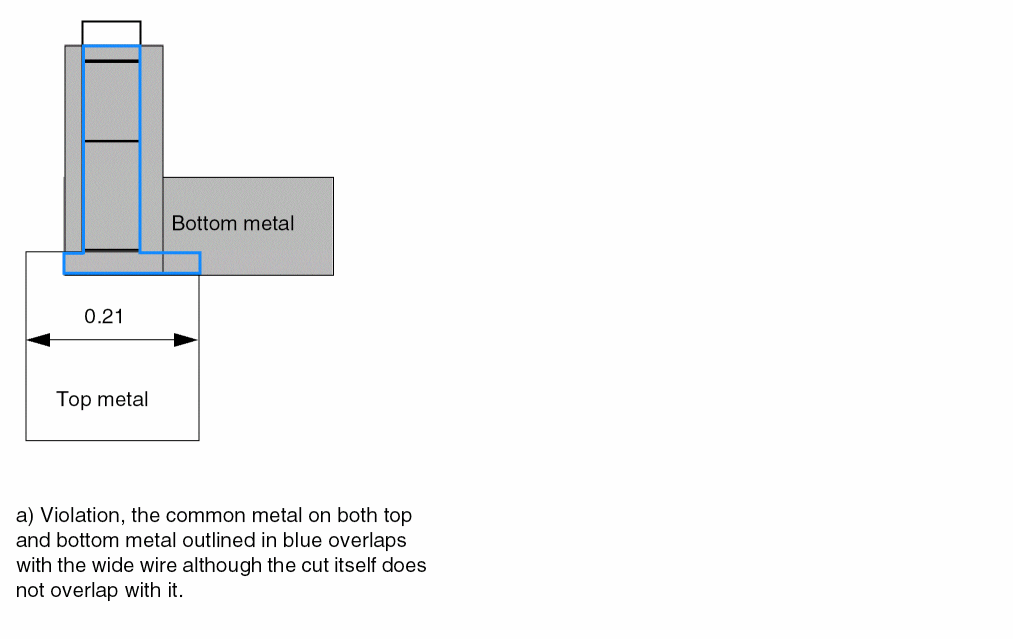 Bottom metal
0.21
Top metal
a) Violation, the common metal on both top
and bottom metal outlined in blue overlaps
with the wide wire although the cut itself does
not overlap with it.